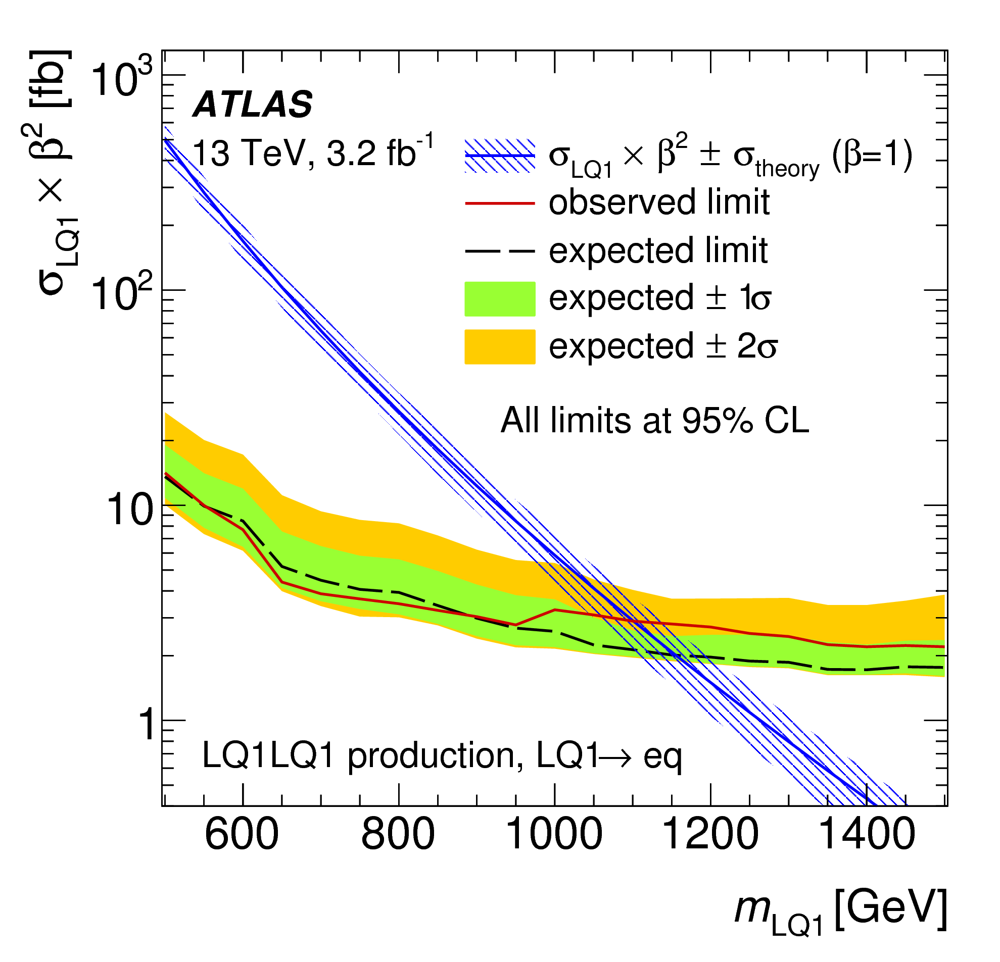 σLQ1 × β² [fb]
10³
10²
10
1
ATLAS
13 TeV, 3.2 fb⁻¹
σLQ1 × β² ± σtheory (β=1)
observed limit
expected limit
expected ± 1σ
expected ± 2σ
All limits at 95% CL
LQ1LQ1 production, LQ1→ eq
600 800 1000 1200 1400
mLQ1 [GeV]